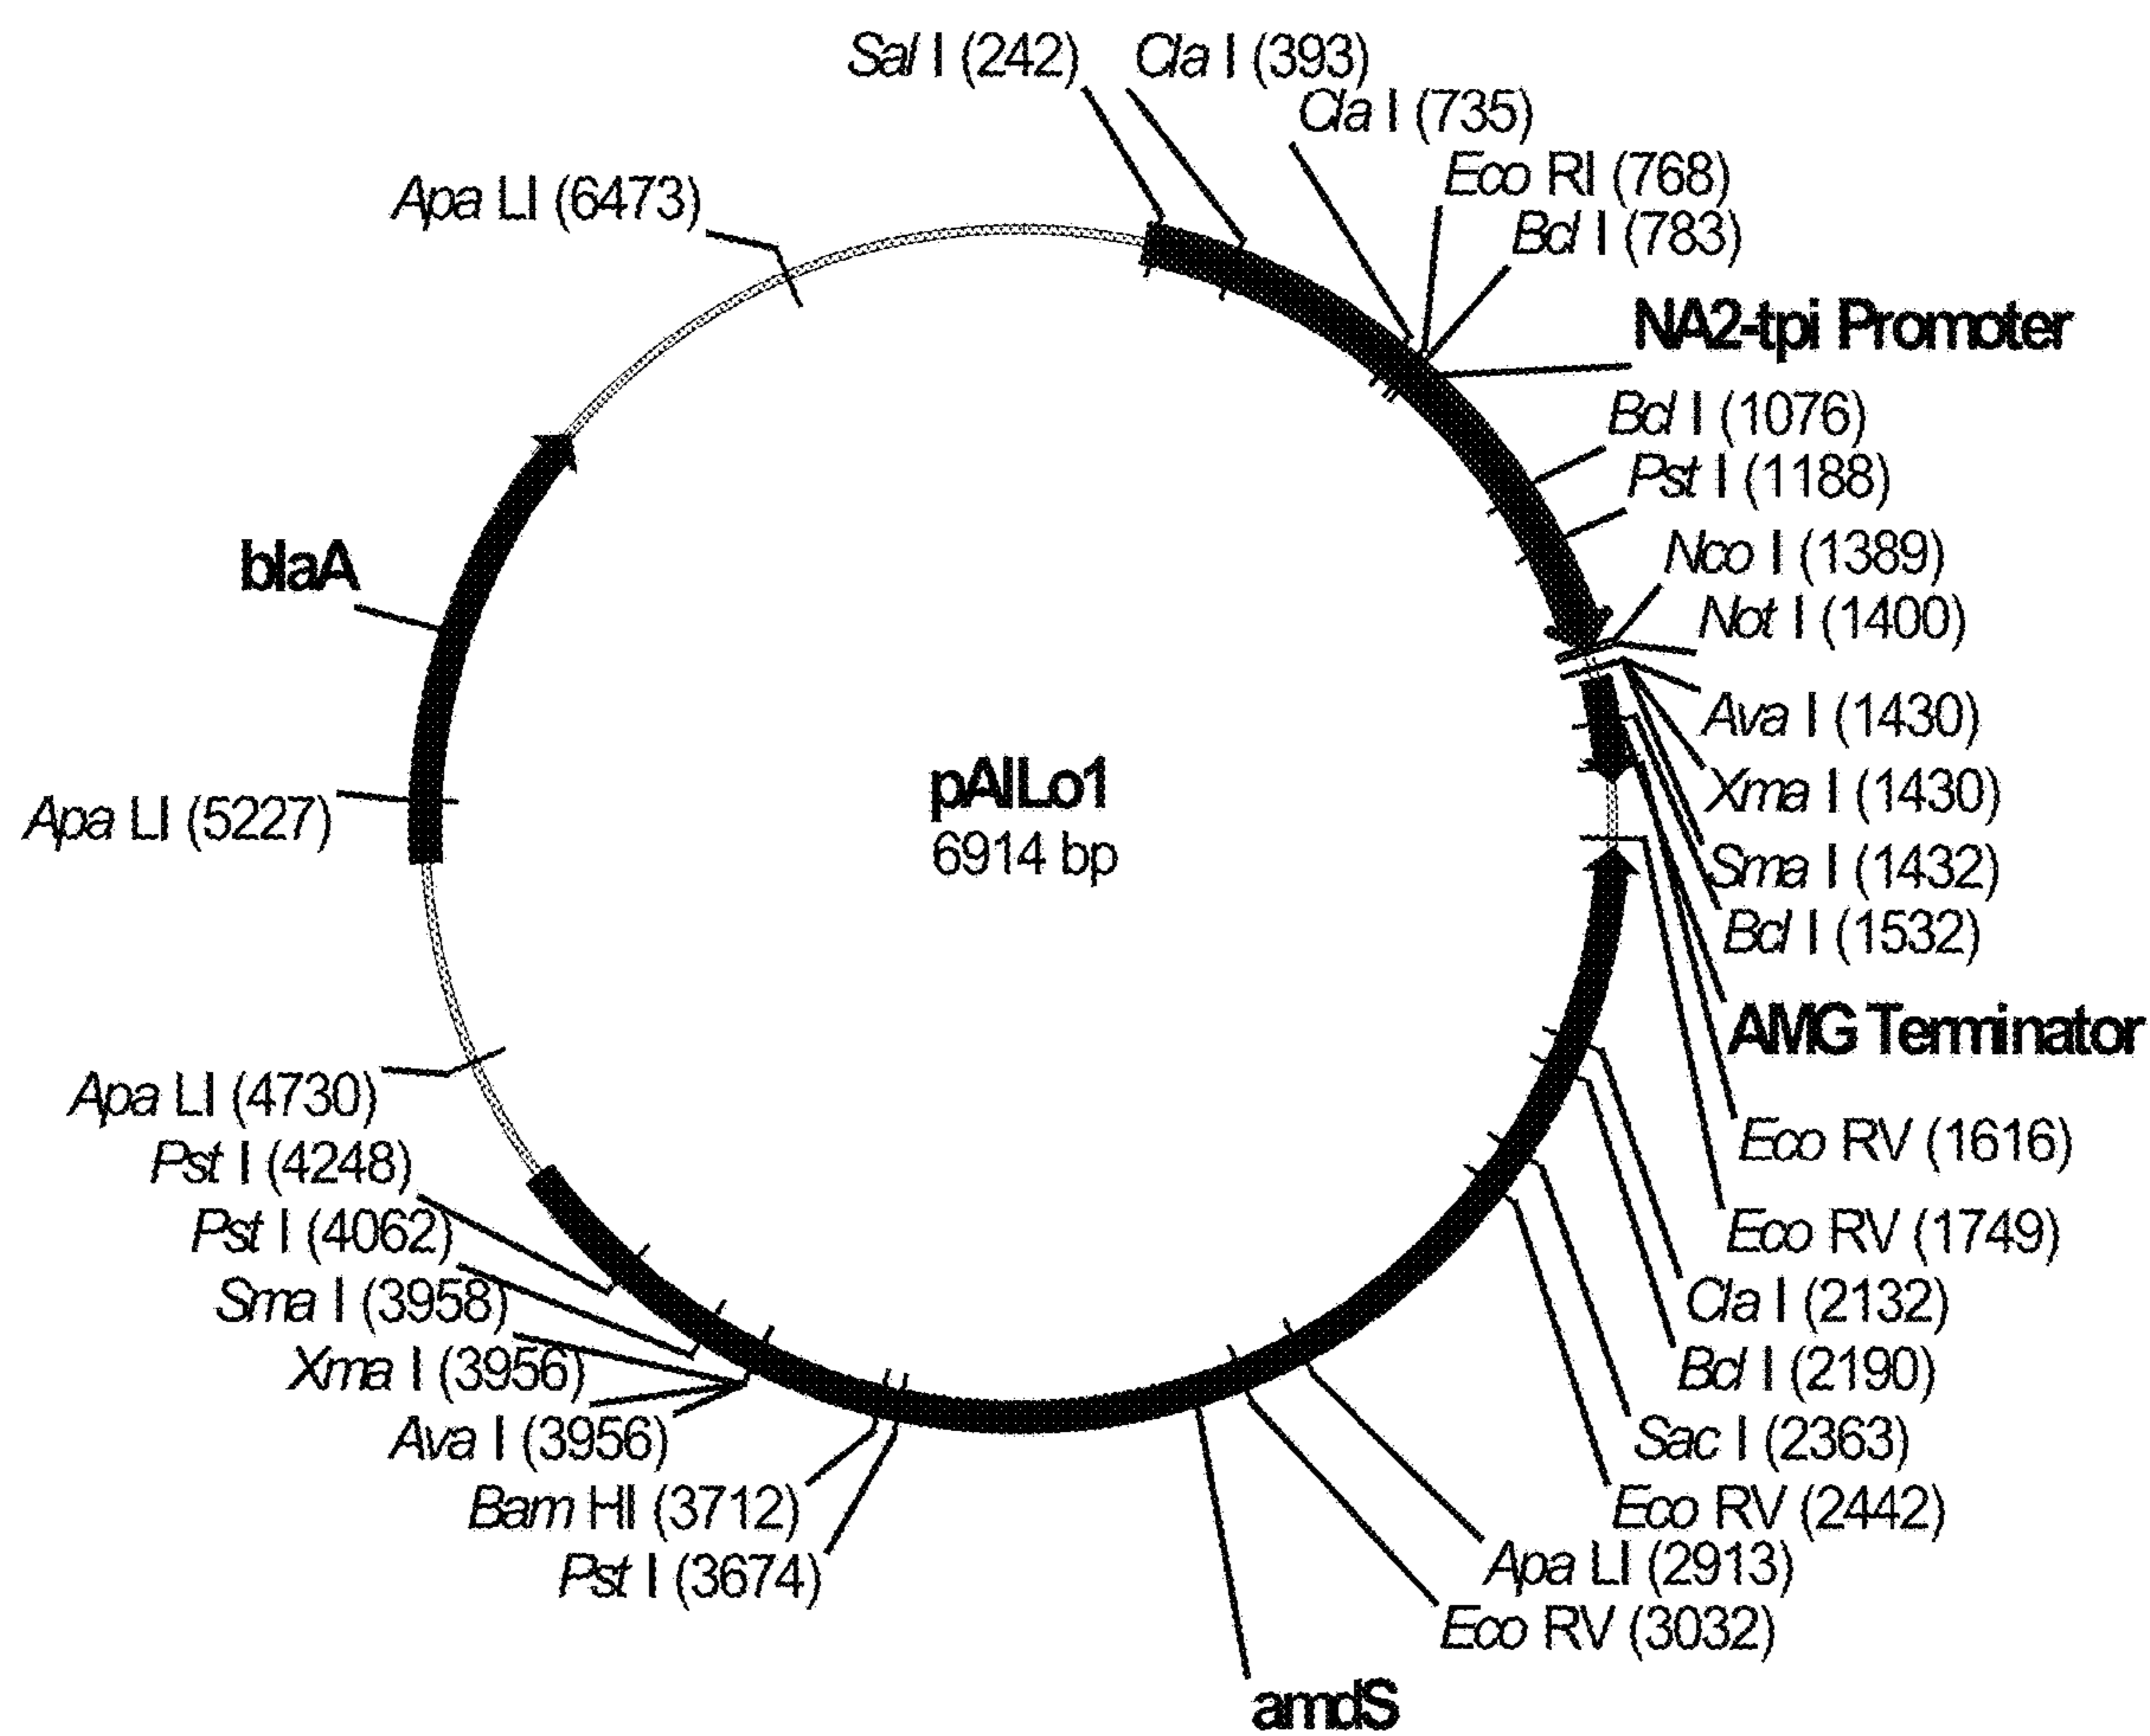 Sal I (242)
Cla I (393)
Cla I (735)
Eco RI (768)
Bcl I (783)
NA2-tpi Promoter
Bcl I (1076)
Pst I (1188)
Nco I (1389)
Not I (1400)
Ava I (1430)
Xma I (1430)
Sma I (1432)
Bcl I (1532)
AMG Terminator
Eco RV (1616)
Eco RV (1749)
Cla I (2132)
Bcl I (2190)
Sac I (2363)
Eco RV (2442)
Apa LI (2913)
Eco RV (3032)
amdS
Pst I (3674)
Bam HI (3712)
Ava I (3956)
Xma I (3956)
Sma I (3958)
Pst I (4062)
Pst I (4248)
Apa LI (4730)
Apa LI (5227)
blaA
Apa LI (6473)
pAlLo1
6914 bp